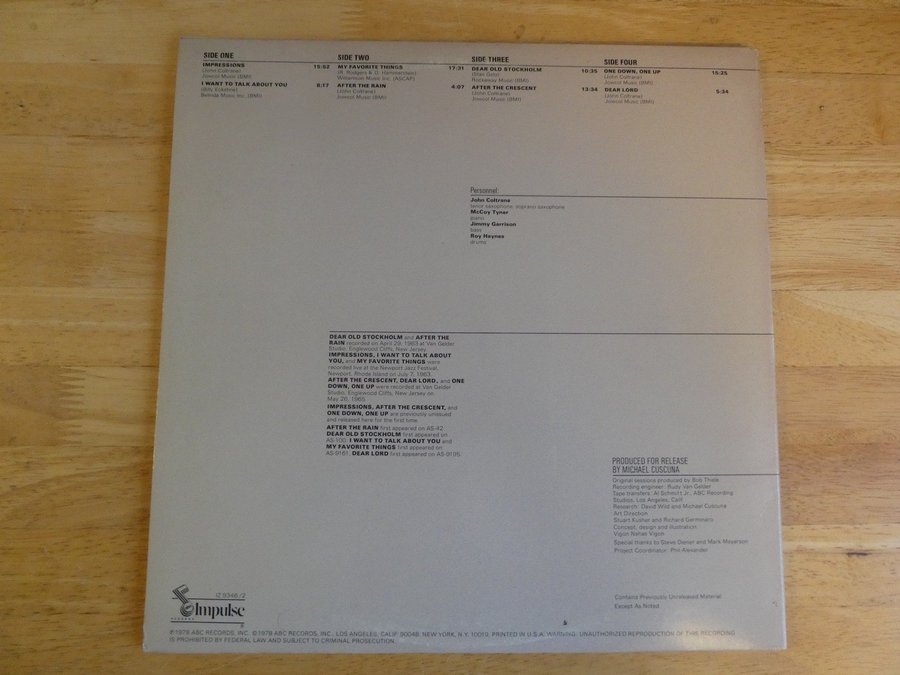 SIDE ONE
IMPRESSIONS 15:52
(John Coltrane)
Jowcol Music (BMI)
I WANT TO TALK ABOUT YOU 8:17
(Billy Eckstine)
Belinda Music Inc. (BMI)
SIDE TWO
MY FAVORITE THINGS 17:31
(R. Rodgers & O. Hammerstein)
Williamson Music Inc. (ASCAP)
AFTER THE RAIN 4:07
(John Coltrane)
Jowcol Music (BMI)
SIDE THREE
DEAR OLD STOCKHOLM 10:35
(Stan Getz)
Rockaway Music (BMI)
AFTER THE CRESCENT 13:34
(John Coltrane)
Jowcol Music (BMI)
SIDE FOUR
ONE DOWN, ONE UP 15:25
(John Coltrane)
Jowcol Music (BMI)
DEAR LORD 5:34
(John Coltrane)
Jowcol Music (BMI)
Personnel:
John Coltrane
tenor saxophone, soprano saxophone
McCoy Tyner
piano
Jimmy Garrison
bass
Roy Haynes
drums
DEAR OLD STOCKHOLM and AFTER THE
RAIN recorded on April 29, 1963 at Van Gelder
Studio, Englewood Cliffs, New Jersey.
IMPRESSIONS, I WANT TO TALK ABOUT
YOU, and MY FAVORITE THINGS were
recorded live at the Newport Jazz Festival,
Newport, Rhode Island on July 7, 1963.
AFTER THE CRESCENT, DEAR LORD, and ONE
DOWN, ONE UP were recorded at Van Gelder
Studio, Englewood Cliffs, New Jersey on
May 26, 1965.
IMPRESSIONS, AFTER THE CRESCENT, and
ONE DOWN, ONE UP are previously unissued
and released here for the first time.
AFTER THE RAIN first appeared on AS-42.
DEAR OLD STOCKHOLM first appeared on
AS-100. I WANT TO TALK ABOUT YOU and
MY FAVORITE THINGS first appeared on
AS-9161. DEAR LORD first appeared on AS-9195.
PRODUCED FOR RELEASE
BY MICHAEL CUSCUNA
Original sessions produced by Bob Thiele
Recording engineer: Rudy Van Gelder
Tape transfers: Al Schmitt Jr., ABC Recording
Studios, Los Angeles, Calif.
Research: David Wild and Michael Cuscuna
Art Direction:
Stuart Kusher and Richard Germinaro
Concept, design and illustration:
Vigon Nahas Vigon
Special thanks to Steve Diener and Mark Meyerson
Project Coordinator: Phil Alexander
Contains Previously Unreleased Material
Except As Noted
IZ 9346/2
Impulse
℗1978 ABC RECORDS, INC. ©1978 ABC RECORDS, INC., LOS ANGELES, CALIF. 90048. NEW YORK, N.Y. 10019. PRINTED IN U.S.A. WARNING: UNAUTHORIZED REPRODUCTION OF THIS RECORDING
IS PROHIBITED BY FEDERAL LAW AND SUBJECT TO CRIMINAL PROSECUTION.